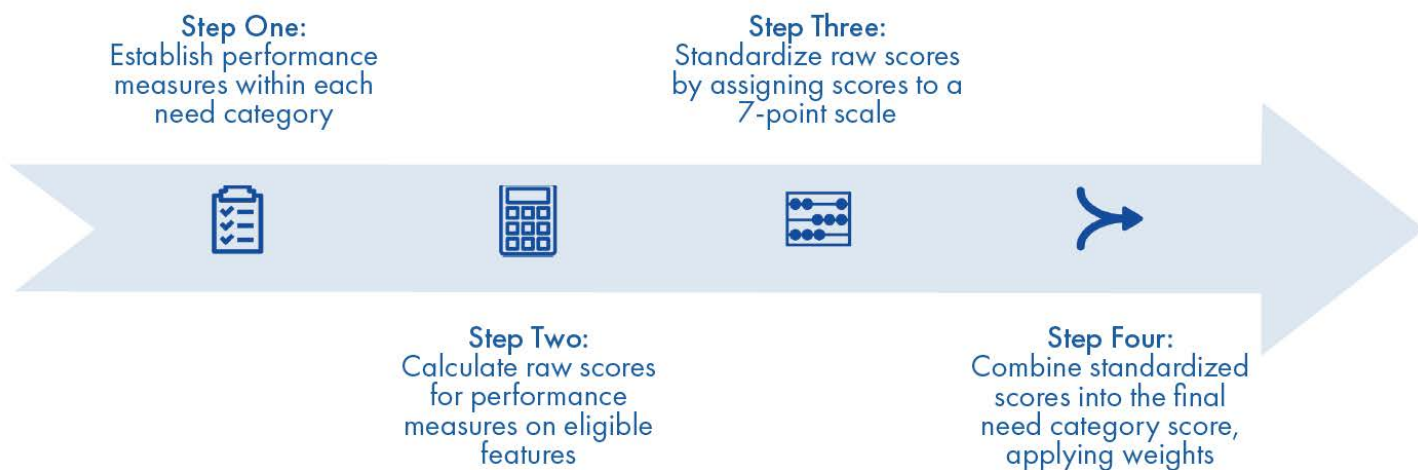 Step One:
Establish performance
measures within each
need category
Step Two:
Calculate raw scores
for performance
measures on eligible
features
Step Three:
Standardize raw scores
by assigning scores to a
7-point scale
Step Four:
Combine standardized
scores into the final
need category score,
applying weights